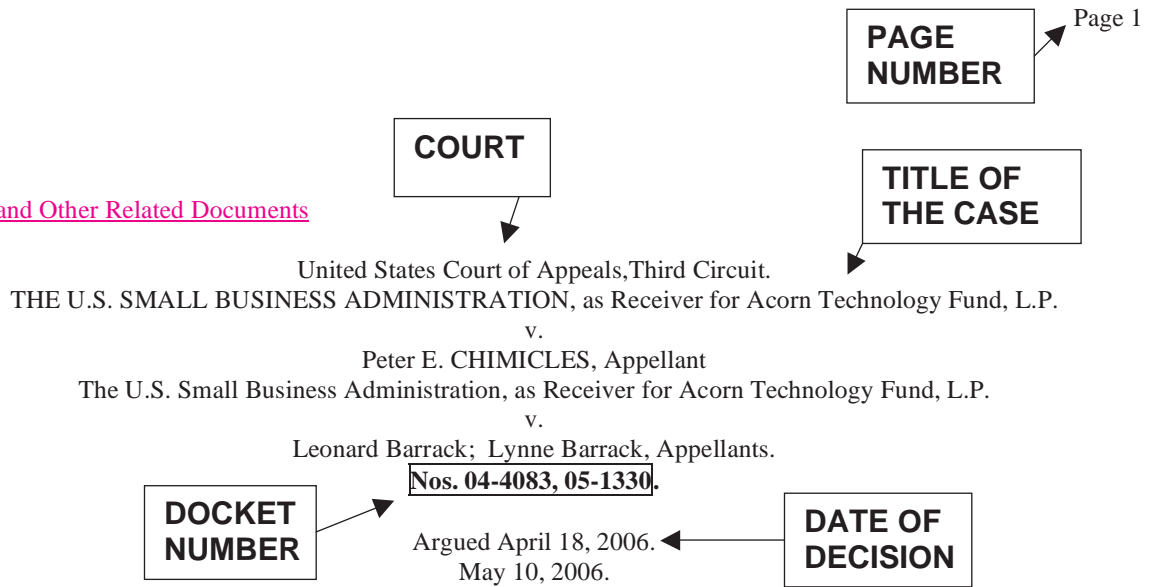 Page 1
PAGE
NUMBER
COURT
TITLE OF
THE CASE
and Other Related Documents
United States Court of Appeals,Third Circuit.
THE U.S. SMALL BUSINESS ADMINISTRATION, as Receiver for Acorn Technology Fund, L.P.
v.
Peter E. CHIMICLES, Appellant
The U.S. Small Business Administration, as Receiver for Acorn Technology Fund, L.P.
v.
Leonard Barrack; Lynne Barrack, Appellants.
Nos. 04-4083, 05-1330.
DOCKET
NUMBER
Argued April 18, 2006.
May 10, 2006.
DATE OF
DECISION